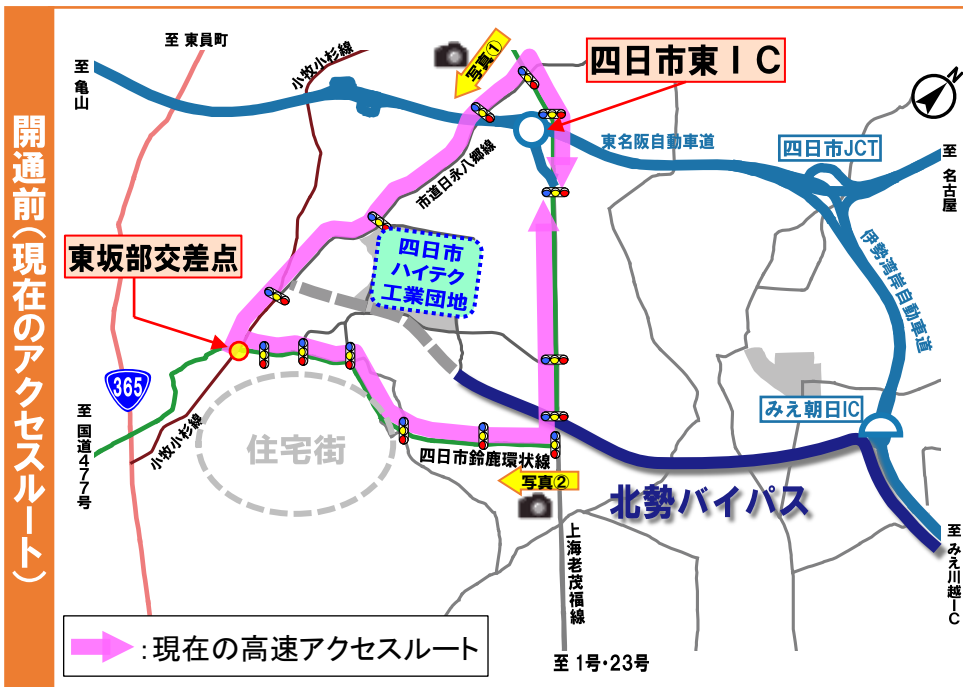 開通前(現在のアクセスルート)
至 東員町
至 亀山
小牧小杉線
写真①
四日市東IC
N
東名阪自動車道
四日市JCT
至 名古屋
市道日永八郷線
東坂部交差点
四日市
ハイテク
工業団地
伊勢湾岸自動車道
365
至 国道477号
小牧小杉線
住宅街
四日市鈴鹿環状線
写真②
みえ朝日IC
北勢バイパス
上海老茂福線
至 みえ川越IC
:現在の高速アクセスルート
至 1号・23号